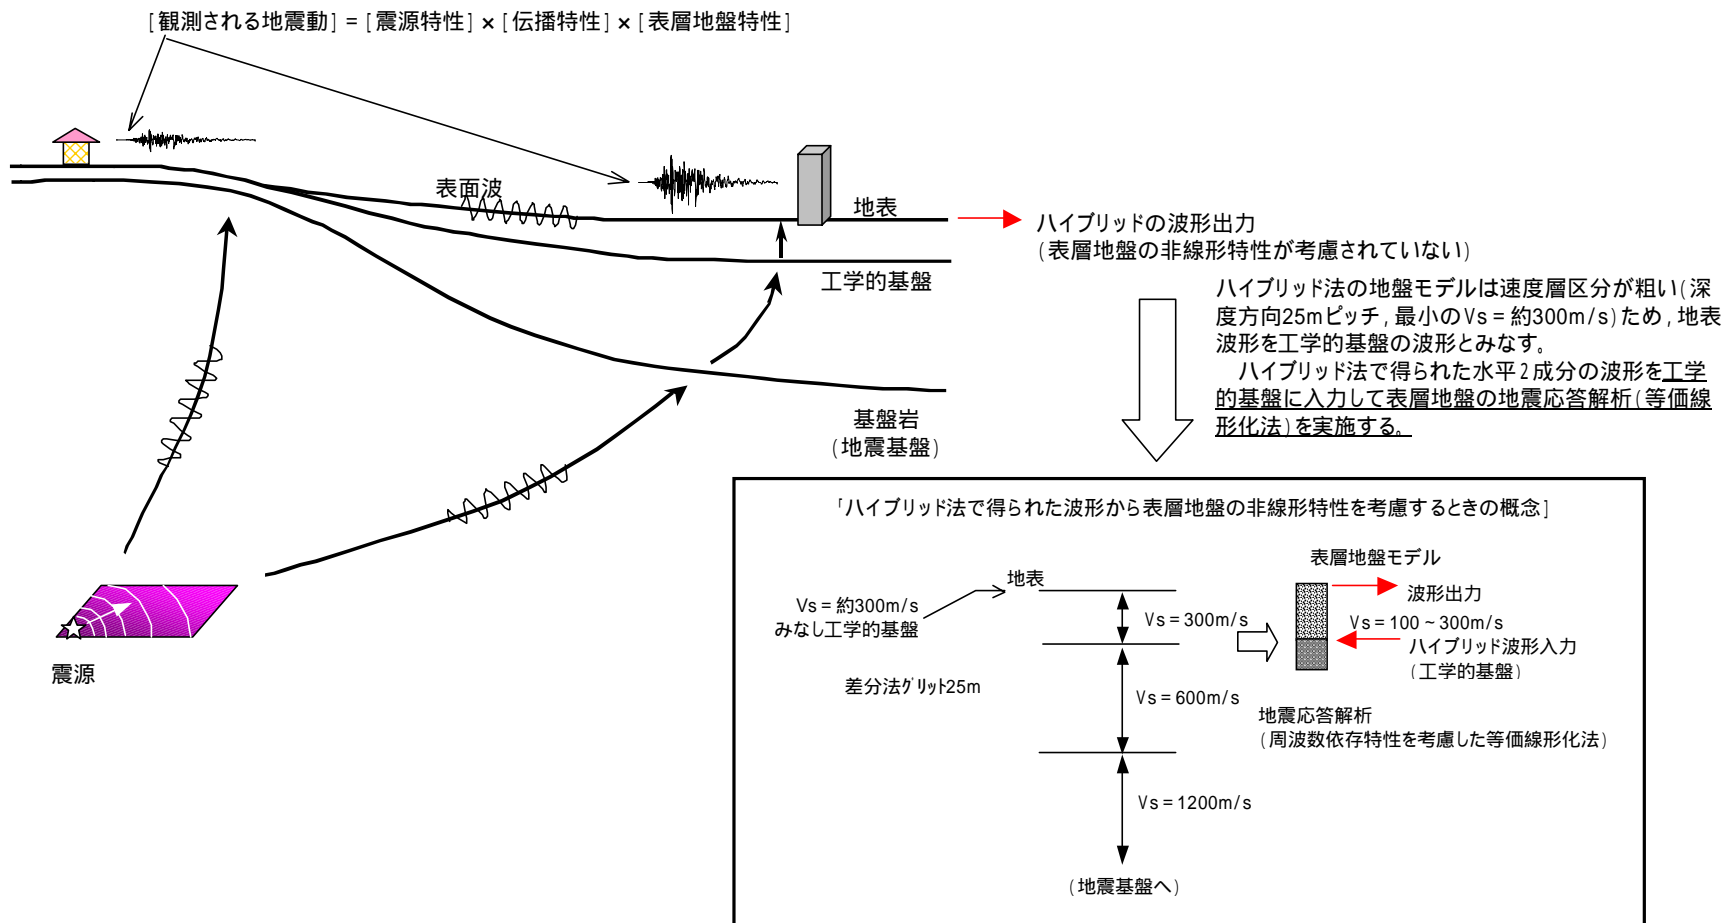 [観測される地震動] = [震源特性] × [伝播特性] × [表層地盤特性]
表面波
地表
工学的基盤
基盤岩
(地震基盤)
震源
ハイブリッドの波形出力
(表層地盤の非線形特性が考慮されていない)
ハイブリッド法の地盤モデルは速度層区分が粗い(深
度方向25mピッチ, 最小のVs = 約300m/s)ため, 地表
波形を工学的基盤の波形とみなす。
ハイブリッド法で得られた水平2成分の波形を工学
的基盤に入力して表層地盤の地震応答解析(等価線
形化法)を実施する。
「ハイブリッド法で得られた波形から表層地盤の非線形特性を考慮するときの概念]
地表
Vs = 約300m/s
みなし工学的基盤
差分法グリット25m
Vs = 300m/s
Vs = 600m/s
Vs = 1200m/s
(地震基盤へ)
表層地盤モデル
波形出力
Vs = 100 ~ 300m/s
ハイブリッド波形入力
(工学的基盤)
地震応答解析
(周波数依存特性を考慮した等価線形化法)